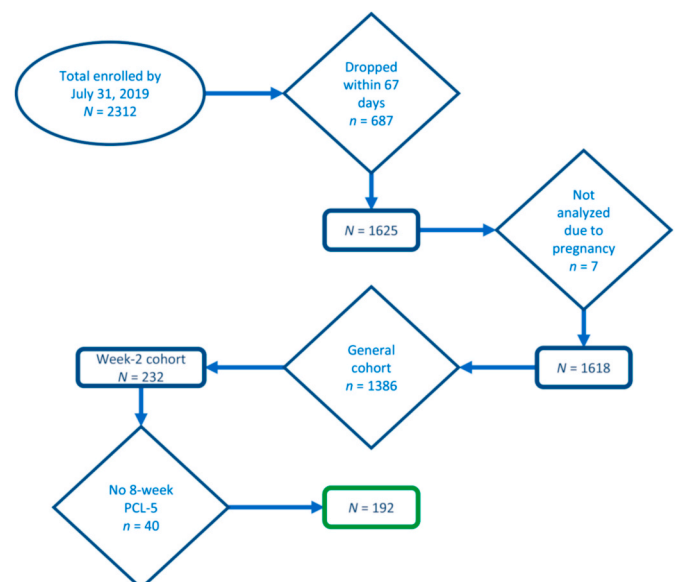 Total enrolled by
July 31, 2019
N = 2312
Dropped
within 67
days
n = 687
N = 1625
Not
analyzed
due to
pregnancy
n = 7
N = 1618
General
cohort
n = 1386
Week-2 cohort
N = 232
No 8-week
PCL-5
n = 40
N = 192